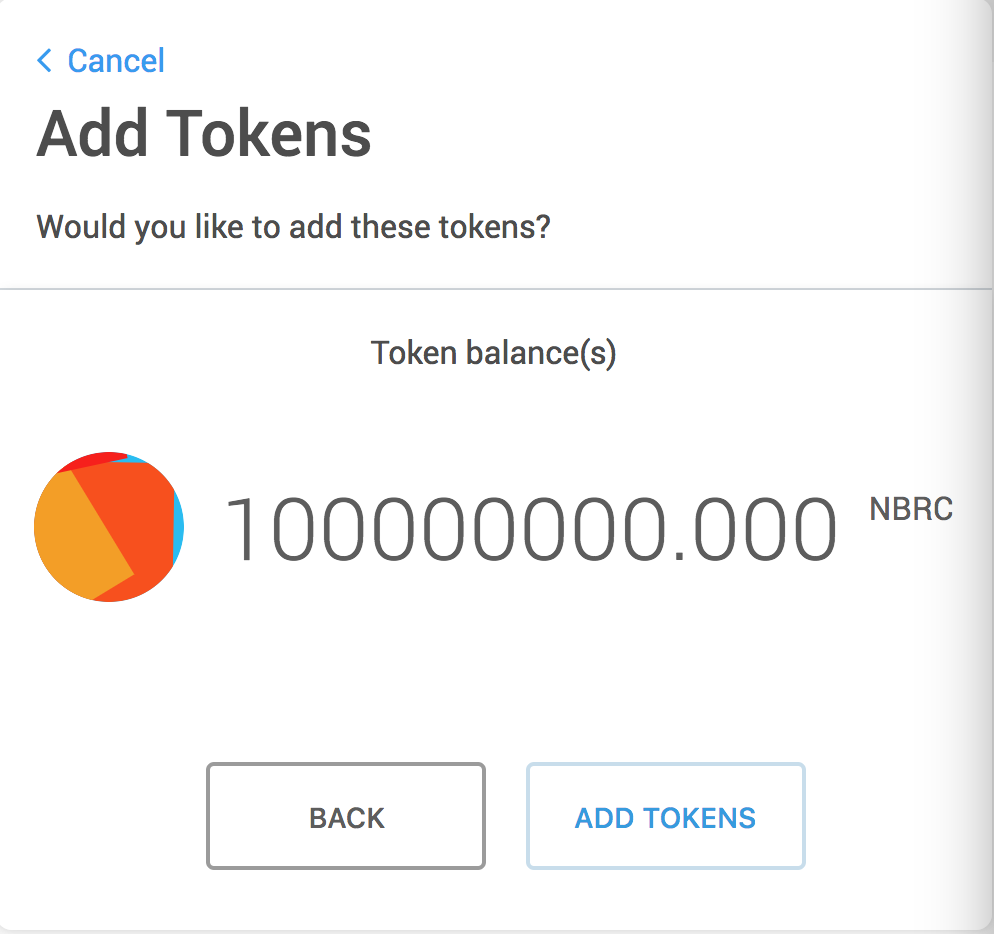 Cancel
Add Tokens
Would you like to add these tokens?
Token balance(s)
100000000.000 NBRC
BACK ADD TOKENS